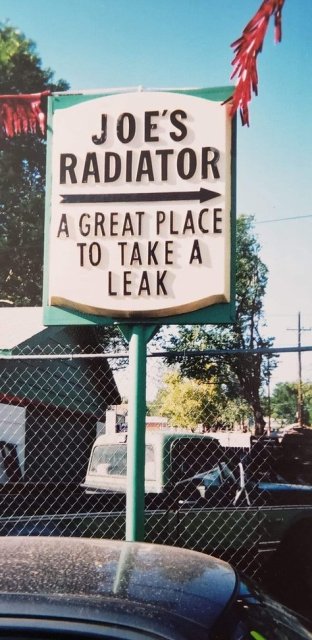 JOE'S
RADIATOR
A GREAT PLACE
TO TAKE A
LEAK